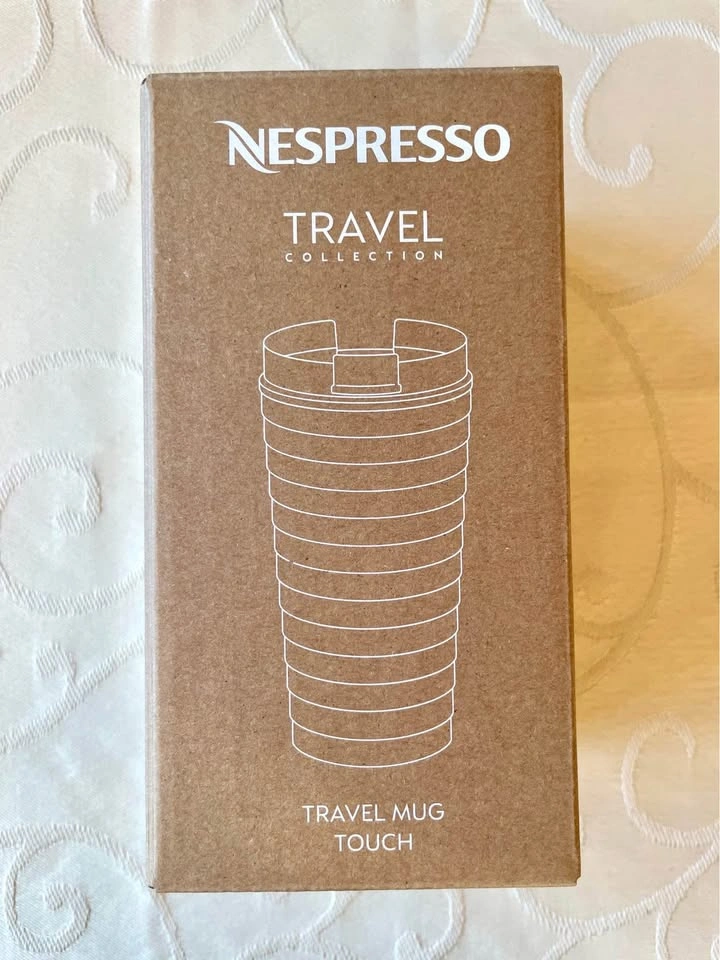 NESPRESSO
TRAVEL
COLLECTION
TRAVEL MUG
TOUCH